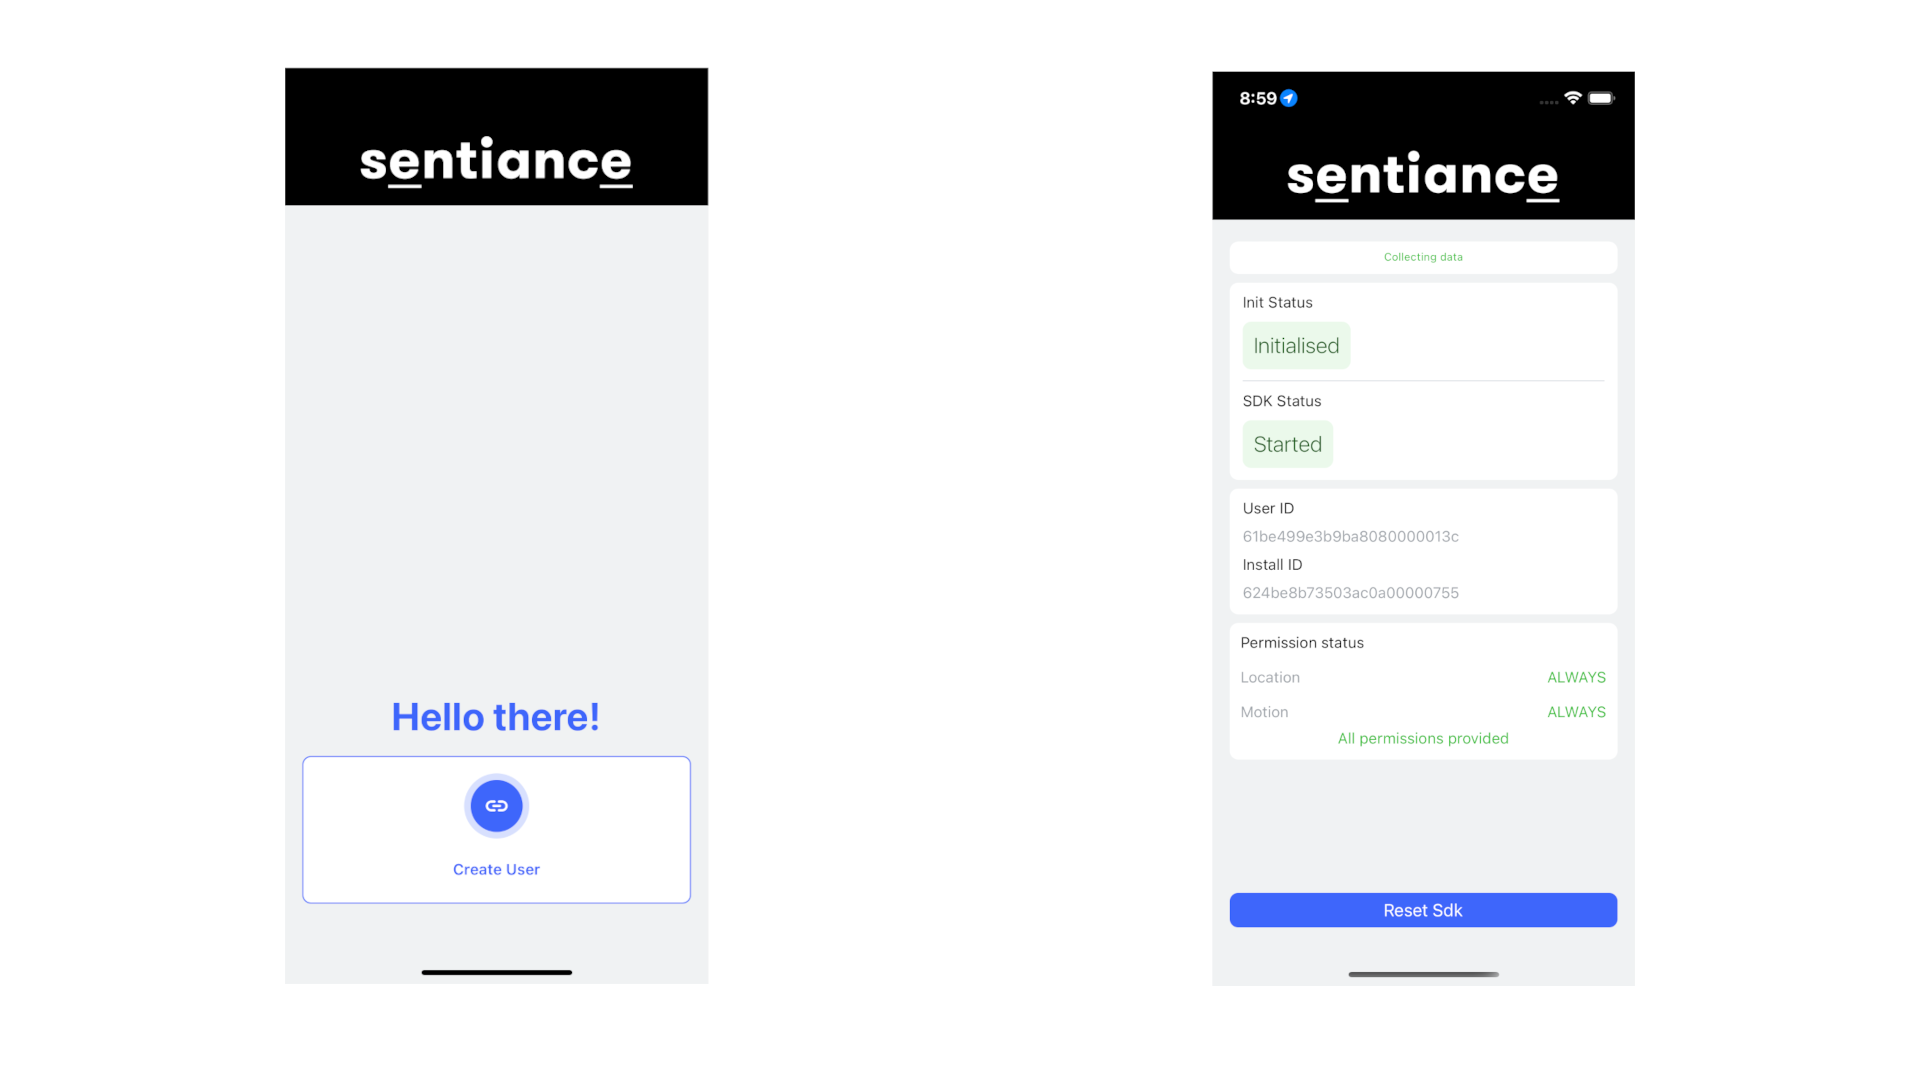 sentiance
Hello there!
Create User
8:59
sentiance
Collecting data
Init Status
Initialised
SDK Status
Started
User ID
61be499e3b9ba8080000013c
Install ID
624be8b73503ac0a00000755
Permission status
Location ALWAYS
Motion ALWAYS
All permissions provided
Reset Sdk